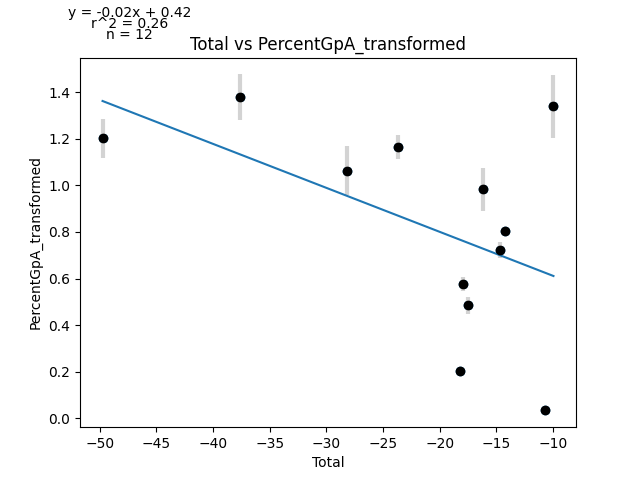 y = -0.02x + 0.42
r^2 = 0.26
n = 12
Total vs PercentGpA_transformed
PercentGpA_transformed
1.4
1.2
1.0
0.8
0.6
0.4
0.2
0.0
−50 −45 −40 −35 −30 −25 −20 −15 −10
Total